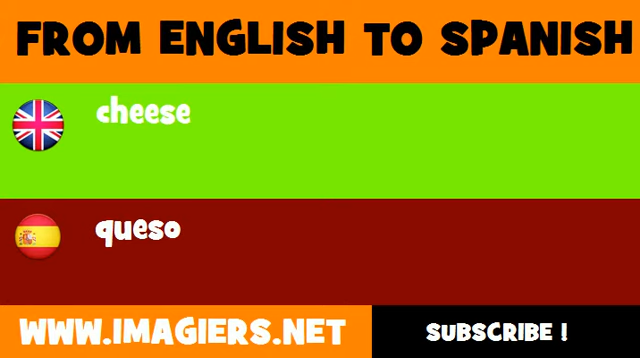 FROM ENGLISH TO SPANISH
cheese
queso
WWW.IMAGIERS.NET
SUBSCRIBE !